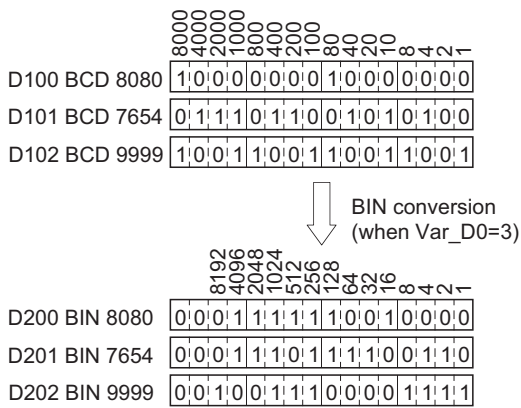 8000 4000 2000 1000 800 400 200 100 80 40 20 10 8 4 2 1
D100 BCD 8080 1 0 0 0 0 0 0 0 1 0 0 0 0 0 0 0
D101 BCD 7654 0 1 1 1 0 1 1 0 0 1 0 1 0 1 0 0
D102 BCD 9999 1 0 0 1 1 0 0 1 1 0 0 1 1 0 0 1
BIN conversion
(when Var_D0=3)
8192 4096 2048 1024 512 256 128 64 32 16 8 4 2 1
D200 BIN 8080 0 0 0 1 1 1 1 1 1 0 0 1 0 0 0 0
D201 BIN 7654 0 0 0 1 1 1 0 1 1 1 1 0 0 1 1 0
D202 BIN 9999 0 0 1 0 0 1 1 1 0 0 0 0 1 1 1 1